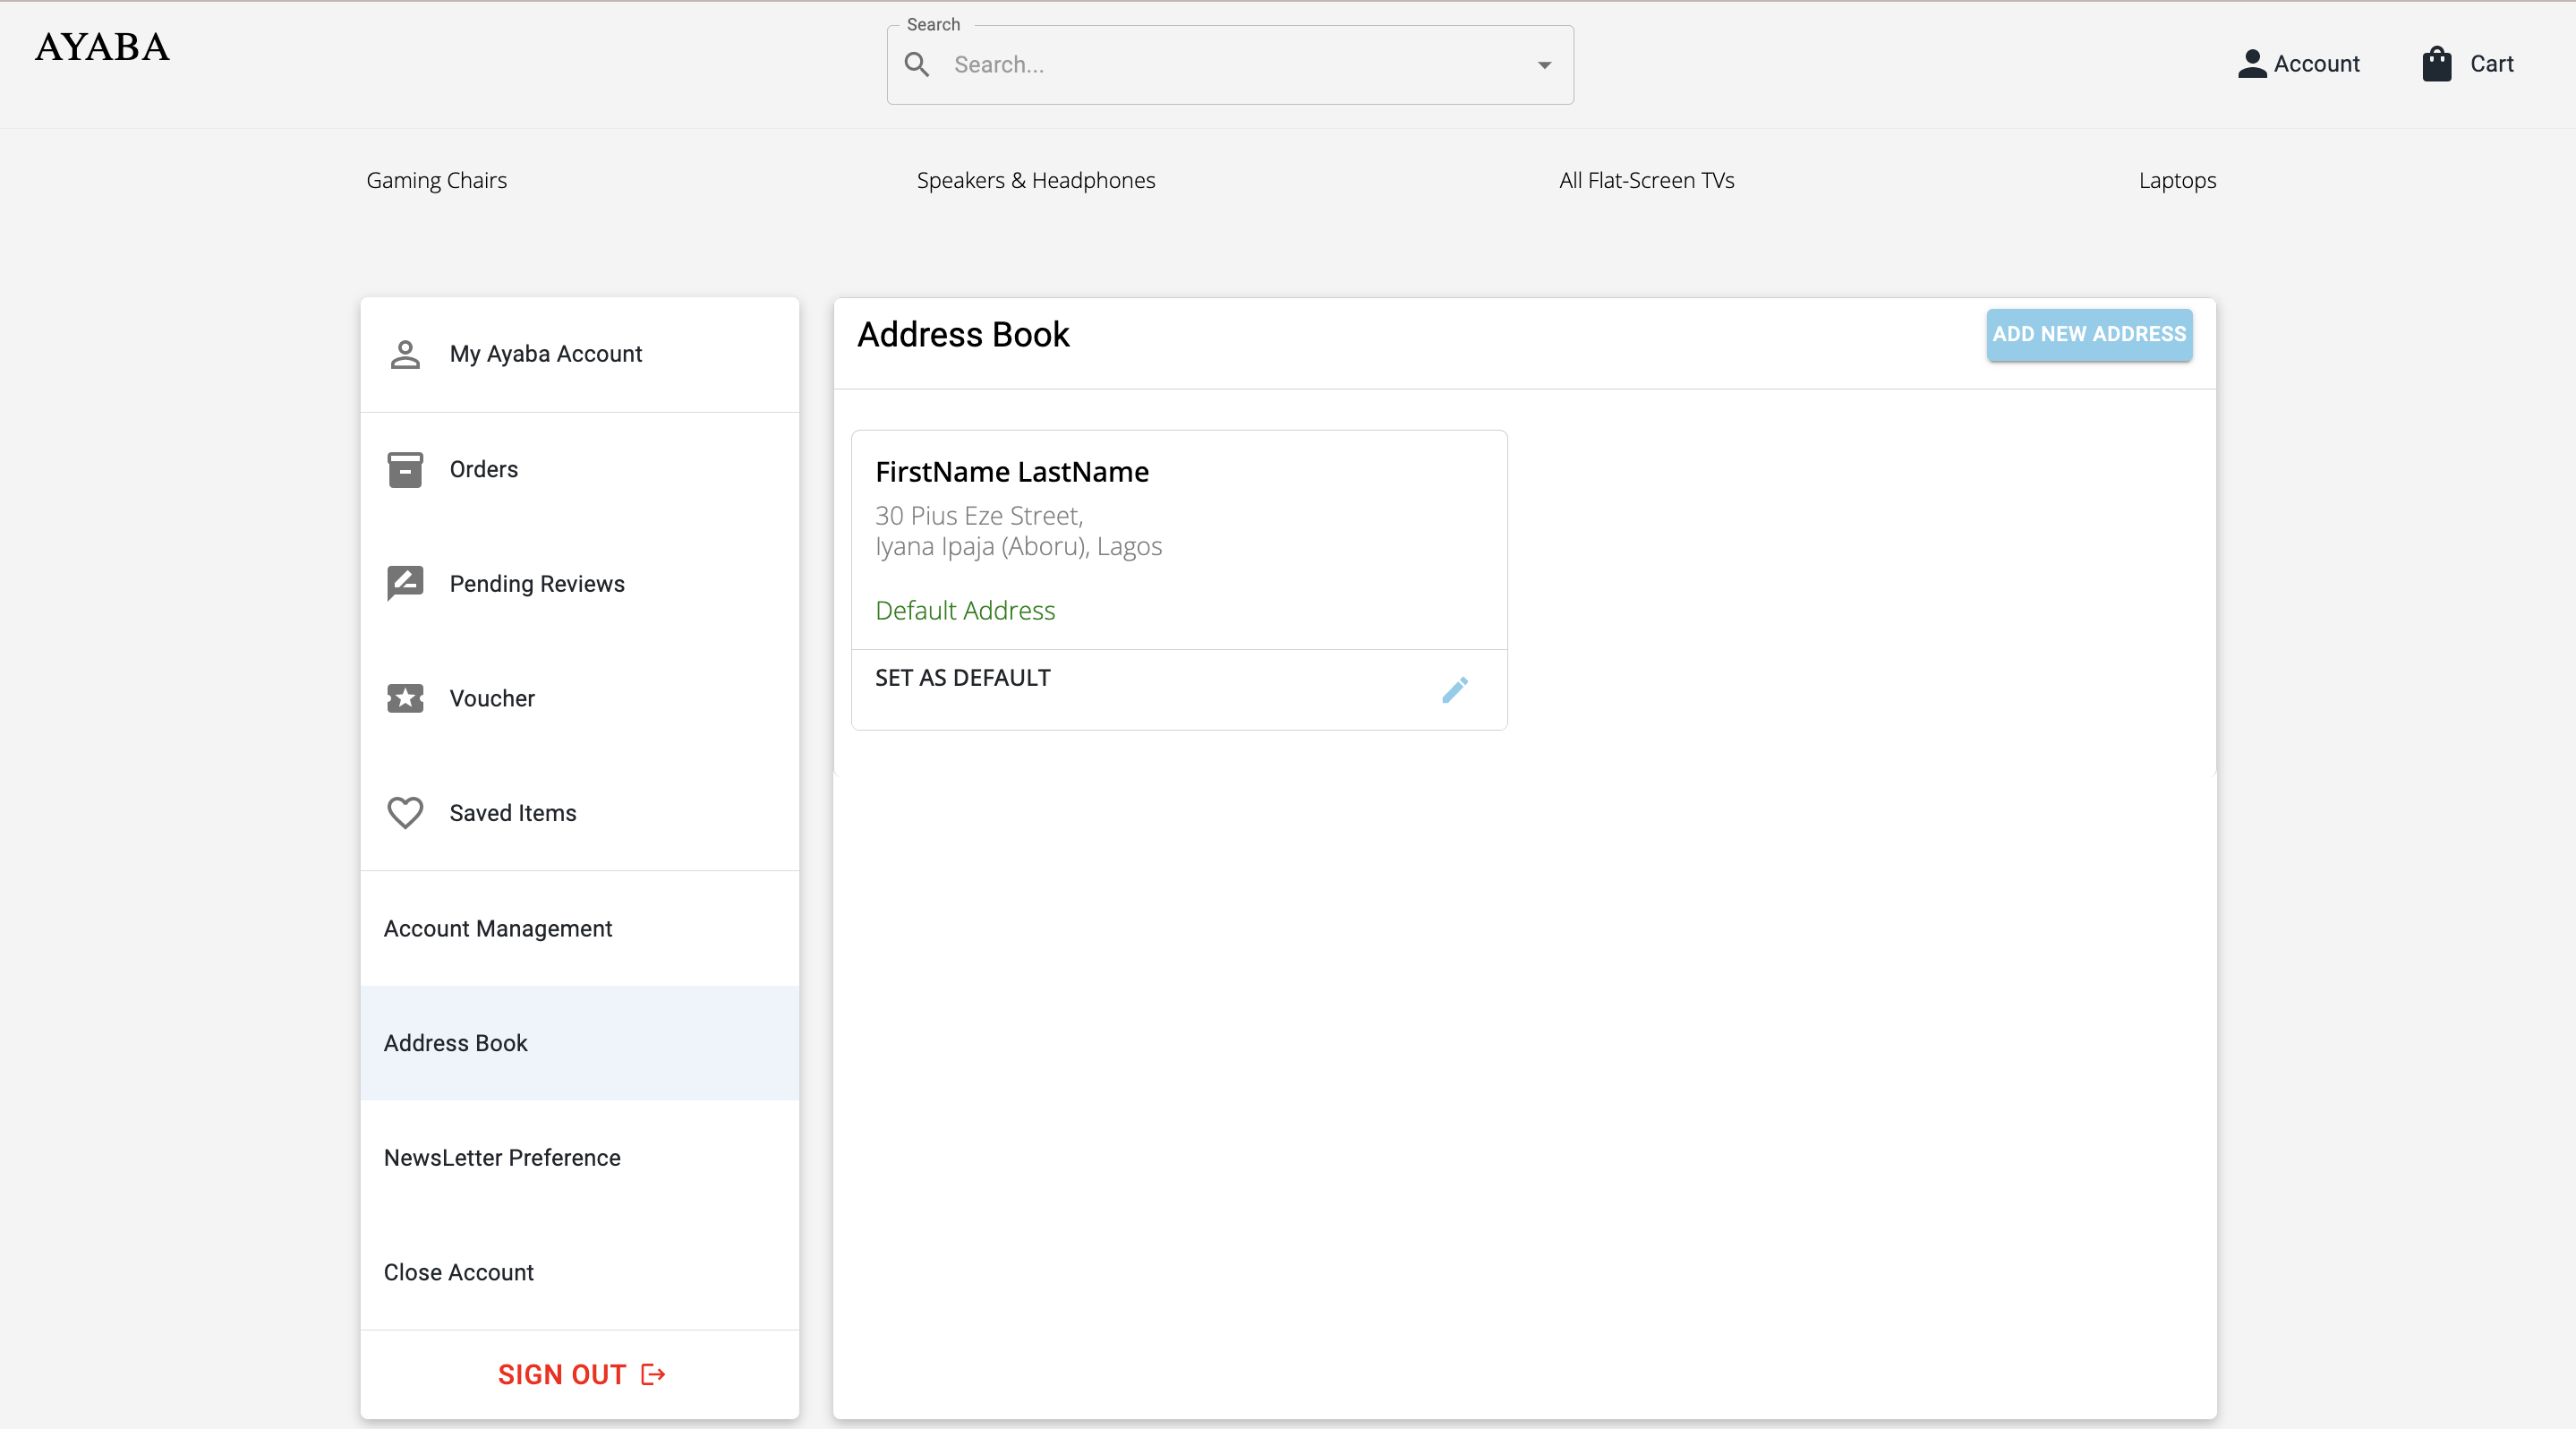 Search
AYABA
Search...
Account
Cart
Gaming Chairs
Speakers & Headphones
All Flat-Screen TVs
Laptops
My Ayaba Account
Orders
Pending Reviews
Voucher
Saved Items
Account Management
Address Book
NewsLetter Preference
Close Account
SIGN OUT
Address Book
ADD NEW ADDRESS
FirstName LastName
30 Pius Eze Street,
Iyana Ipaja (Aboru), Lagos
Default Address
SET AS DEFAULT